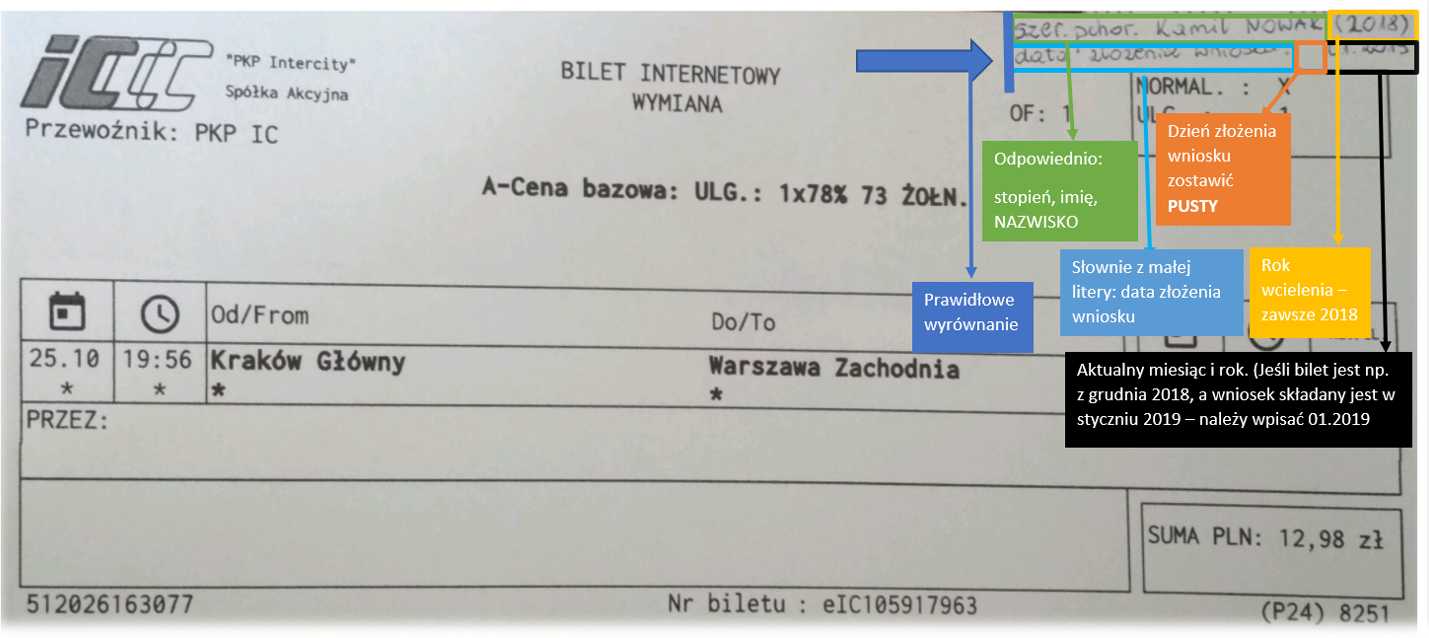 szer. pchor. Kamil NOWAK (2018)
data złożenia wniosku:
iC
"PKP Intercity"
Spółka Akcyjna
Przewoźnik: PKP IC
BILET INTERNETOWY
WYMIANA
OF: 1
NORMAL. : X
1
A-Cena bazowa: ULG.: 1x78% 73 ŻOŁN.
Odpowiednio:
stopień, imię,
NAZWISKO
Dzień złożenia
wniosku
zostawić
PUSTY
Słownie z małej
litery: data złożenia
wniosku
Rok
wcielenia –
zawsze 2018
Prawidłowe
wyrównanie
Aktualny miesiąc i rok. (Jeśli bilet jest np.
z grudnia 2018, a wniosek składany jest w
styczniu 2019 – należy wpisać 01.2019
Od/From
Do/To
25.10 19:56 Kraków Główny Warszawa Zachodnia
* * * *
PRZEZ:
SUMA PLN: 12,98 zł
512026163077
Nr biletu : eIC105917963
(P24) 8251